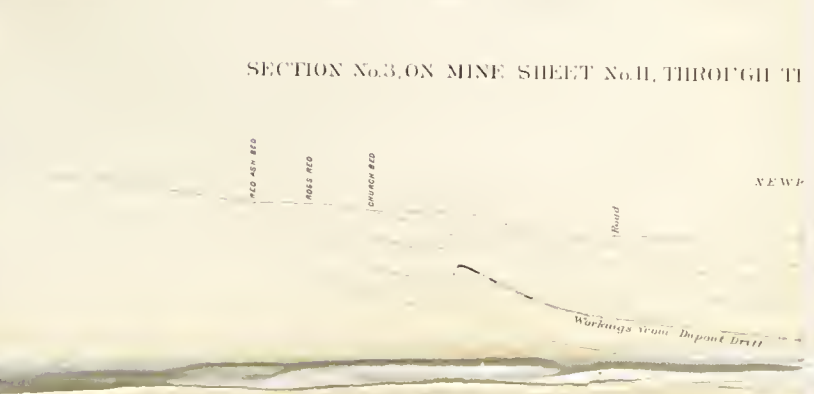 SECTION No.3, ON MINE SHEET No.II, THROUGH TH
RED ASH BED
ROSS BED
CHURCH BED
NEWP
Road
Workings from Dupont Drift